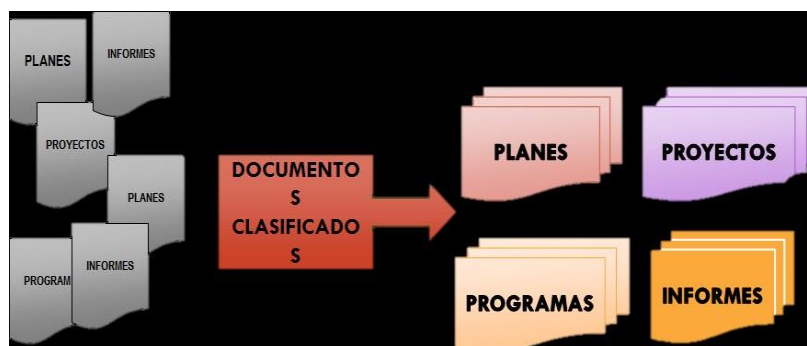 PLANES
INFORMES
PROYECTOS
PLANES
PROGRAM
INFORMES
DOCUMENTO
S
CLASIFICADO
S
PLANES
PROYECTOS
PROGRAMAS
INFORMES